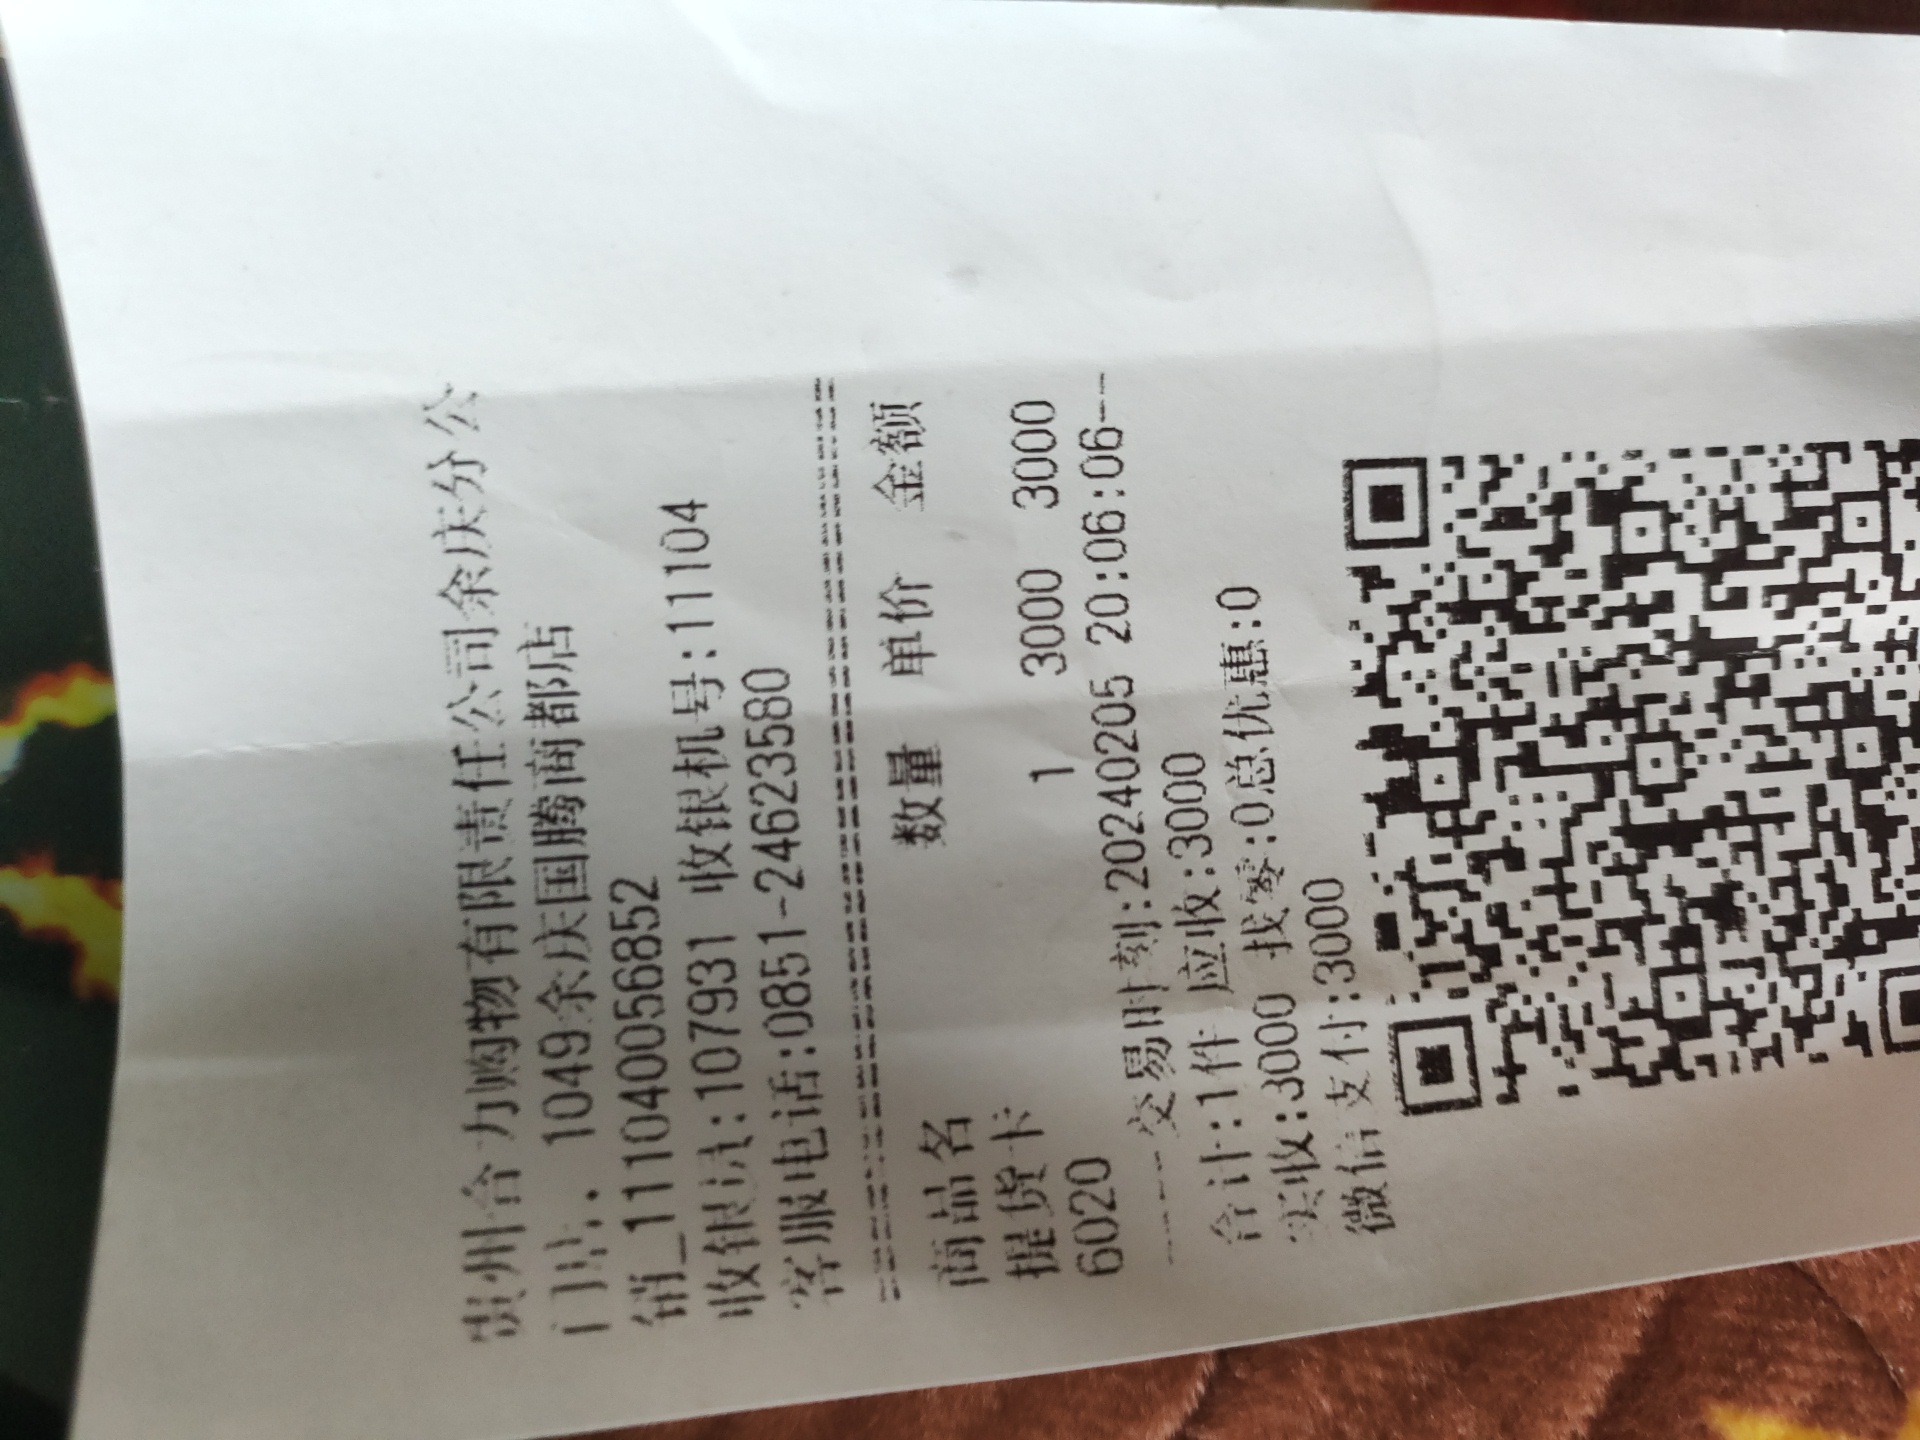 贵州合力购物有限责任公司余庆分公
门店: 1049余庆国腾商都店
销_111040056852
收银员:107931 收银机号:11104
客服电话:0851-24623580
商品名 数量 单价 金额
提货卡 1 3000 3000
6020
-----交易时刻:20240205 20:06:06--
合计:1件 应收:3000
实收:3000 找零:0总优惠:0
微信支付:3000